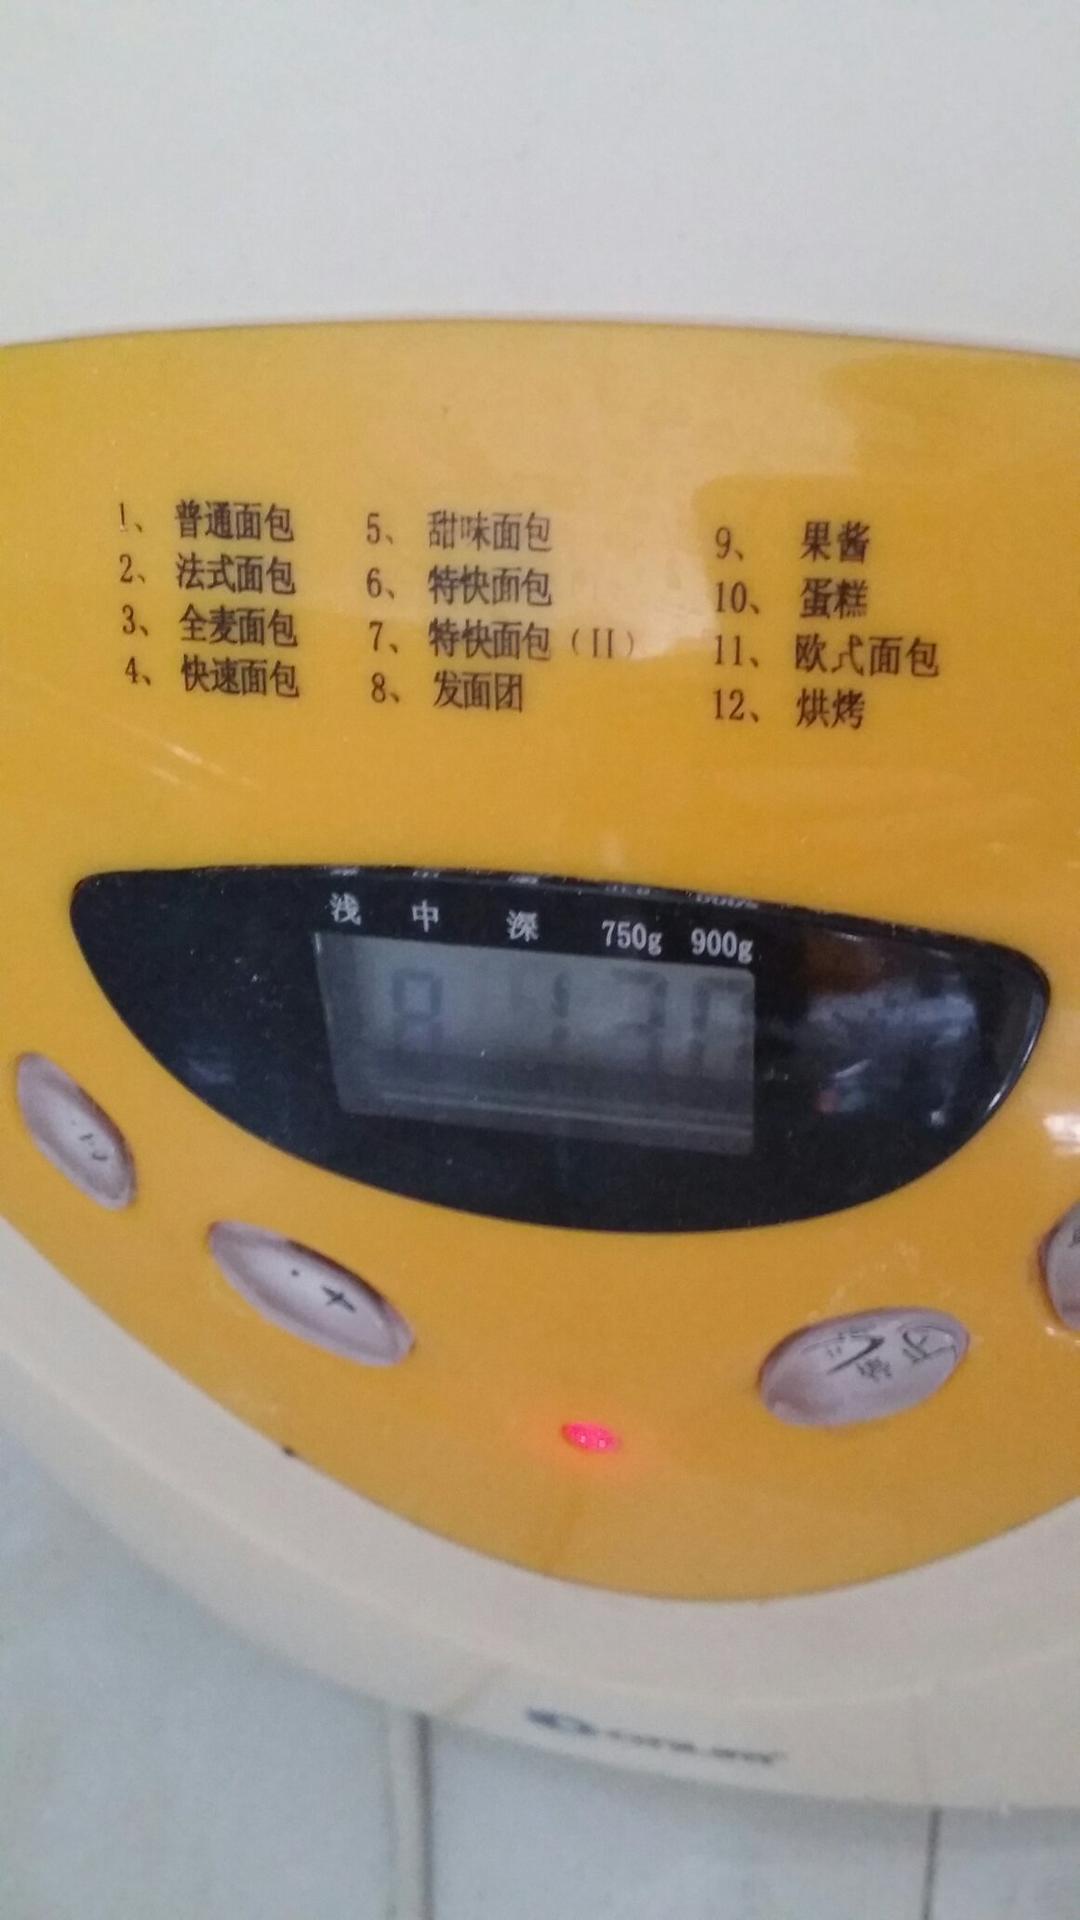 1、 普通面包
2、 法式面包
3、 全麦面包
4、 快速面包
5、 甜味面包
6、 特快面包
7、 特快面包(II)
8、 发面团
9、 果酱
10、 蛋糕
11、 欧式面包
12、 烘烤
浅 中 深 750g 900g
8 1:30